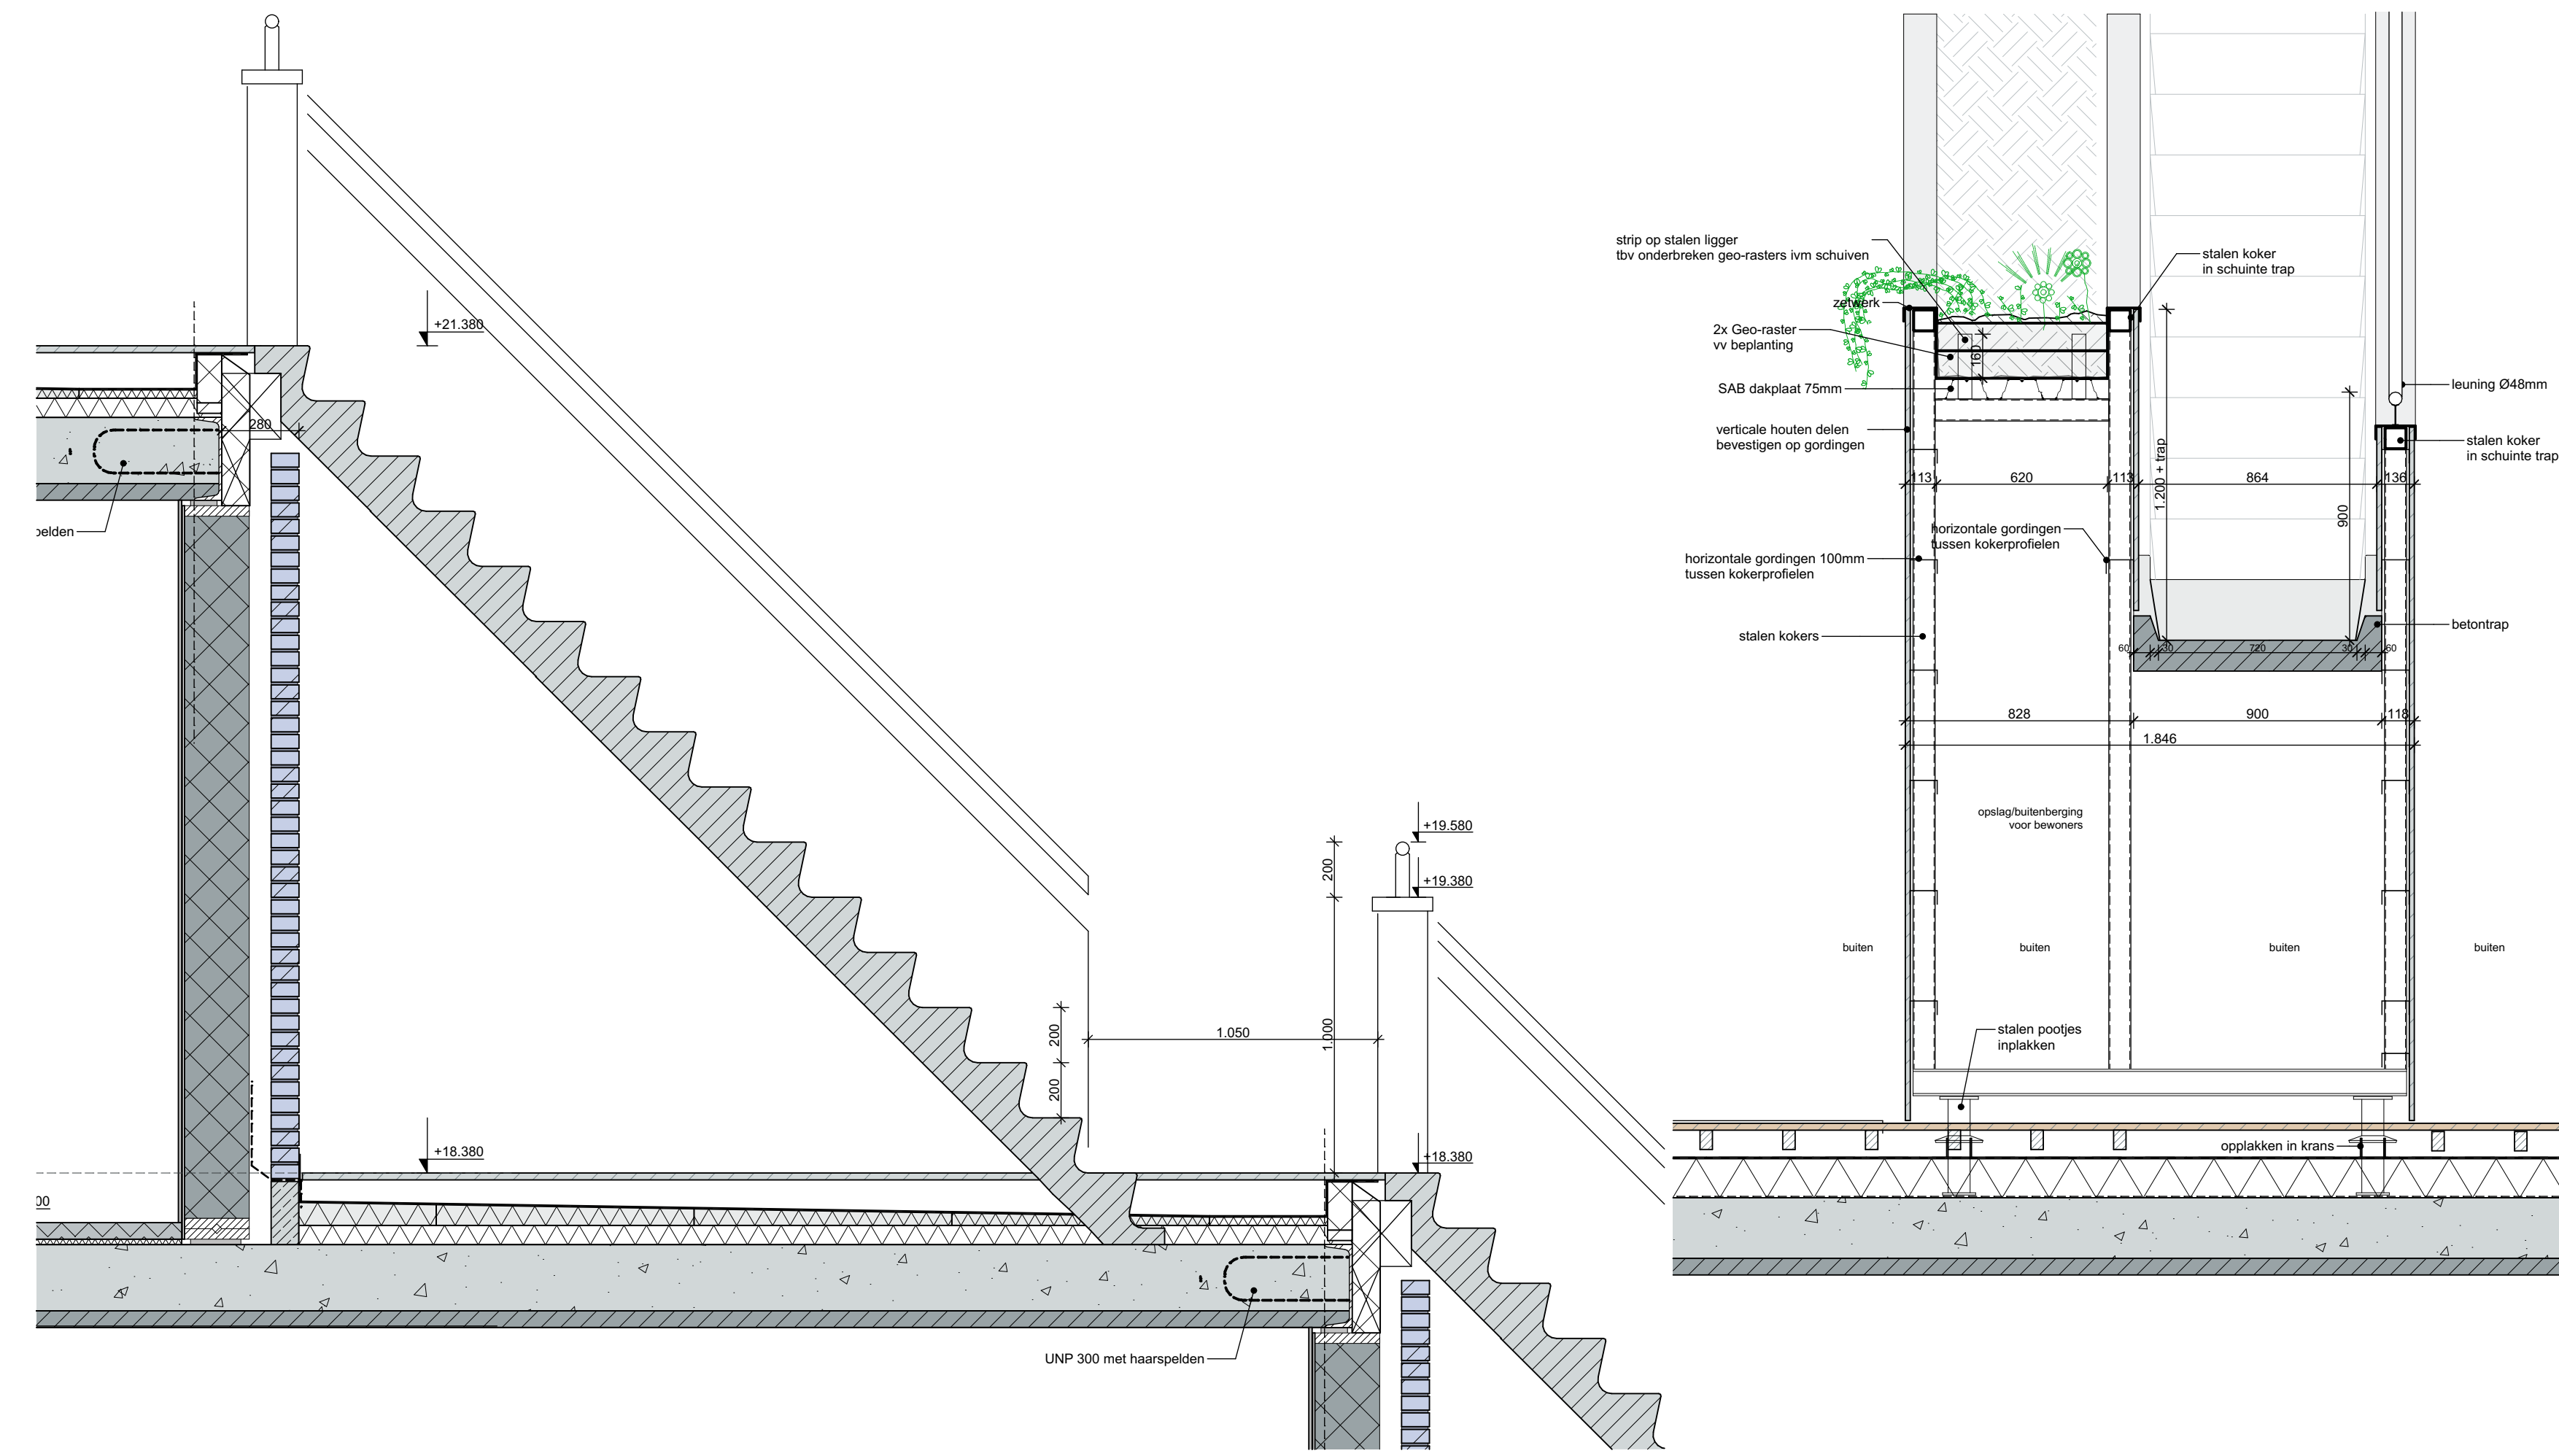 +21.380
280
pelden
+19.580
200
+19.380
200
200
1.050
1.000
+18.380
+18.380
00
UNP 300 met haarspelden
strip op stalen ligger
tbv onderbreken geo-rasters ivm schuiven
stalen koker
in schuinte trap
zetwerk
2x Geo-raster
vv beplanting
160
SAB dakplaat 75mm
leuning Ø48mm
verticale houten delen
bevestigen op gordingen
stalen koker
in schuinte trap
113
620
113
1.200 + trap
864
136
900
horizontale gordingen
tussen kokerprofielen
horizontale gordingen 100mm
tussen kokerprofielen
stalen kokers
betontrap
60
30
720
30
60
828
900
118
1.846
opslag/buitenberging
voor bewoners
buiten
buiten
buiten
buiten
stalen pootjes
inplakken
opplakken in krans